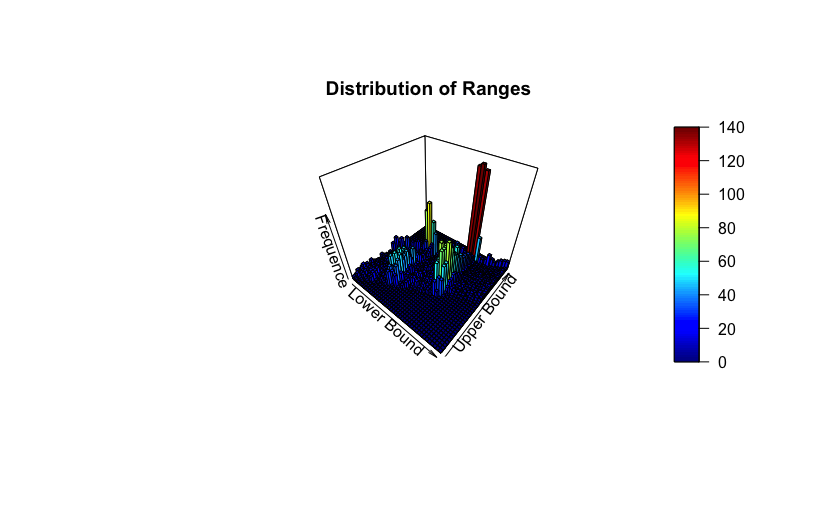 Distribution of Ranges
Frequence
Lower Bound
Upper Bound
140
120
100
80
60
40
20
0